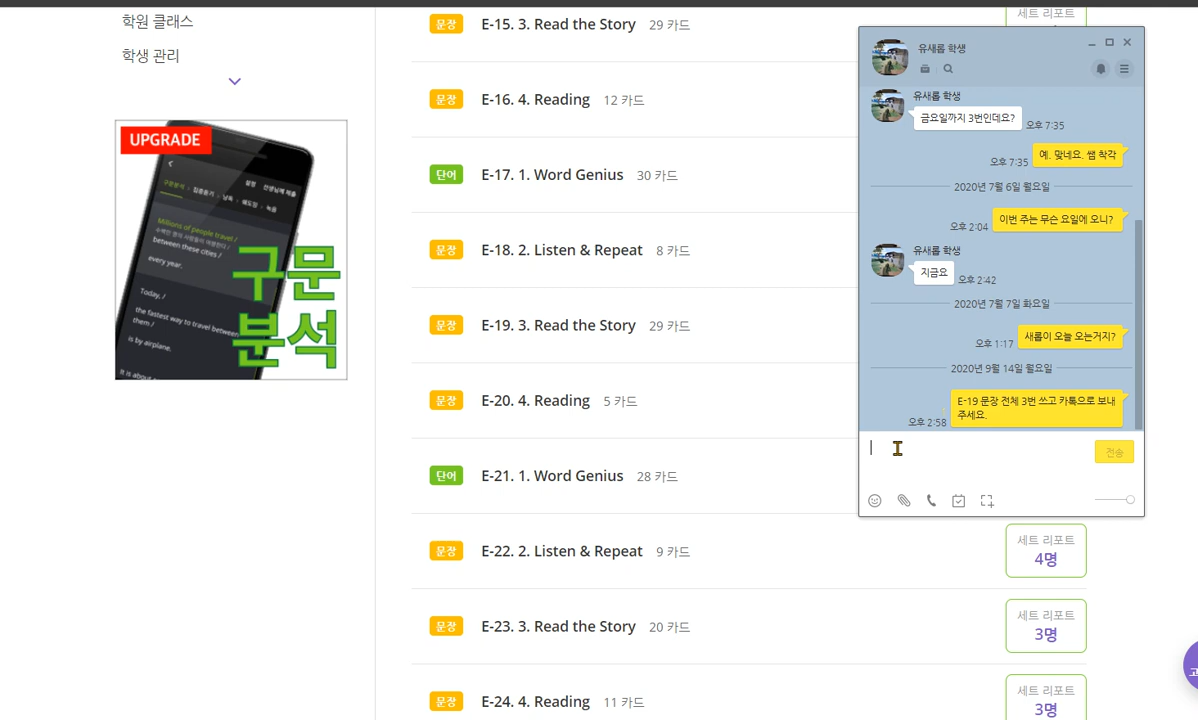 학원 클래스
학생 관리
UPGRADE
구문분석
Millions of people travel /
between these cities /
every year.
Today, /
the fastest way to travel between
them /
is by airplane.
구문
분석
문장 E-15. 3. Read the Story 29 카드
세트 리포트
문장 E-16. 4. Reading 12 카드
단어 E-17. 1. Word Genius 30 카드
문장 E-18. 2. Listen & Repeat 8 카드
문장 E-19. 3. Read the Story 29 카드
문장 E-20. 4. Reading 5 카드
단어 E-21. 1. Word Genius 28 카드
문장 E-22. 2. Listen & Repeat 9 카드
세트 리포트
4명
문장 E-23. 3. Read the Story 20 카드
세트 리포트
3명
문장 E-24. 4. Reading 11 카드
세트 리포트
3명
유새롭 학생
유새롭 학생
금요일까지 3번인데요?
오후 7:35
예. 맞네요. 쌤 착각
오후 7:35
2020년 7월 6일 월요일
이번 주는 무슨 요일에 오니?
오후 2:04
유새롭 학생
지금요
오후 2:42
2020년 7월 7일 화요일
새롭이 오늘 오는거지?
오후 1:17
2020년 9월 14일 월요일
E-19 문장 전체 3번 쓰고 카톡으로 보내
주세요.
오후 2:58
전송